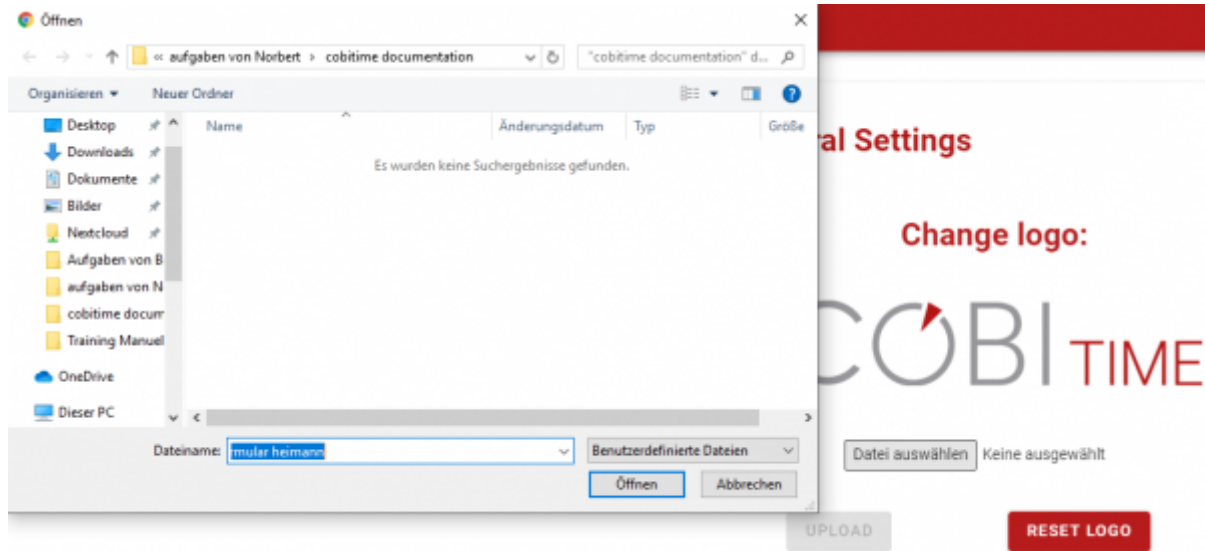 Öffnen
« aufgaben von Norbert › cobitime documentation
"cobitime documentation" d...
Organisieren
Neuer Ordner
Name
Änderungsdatum
Typ
Größe
Es wurden keine Suchergebnisse gefunden.
Desktop
Downloads
Dokumente
Bilder
Nextcloud
Aufgaben von B
aufgaben von N
cobitime docum
Training Manuel
OneDrive
Dieser PC
Dateiname:
rmular heimann
Benutzerdefinierte Dateien
Öffnen
Abbrechen
al Settings
Change logo:
COBI TIME
Datei auswählen
Keine ausgewählt
UPLOAD
RESET LOGO